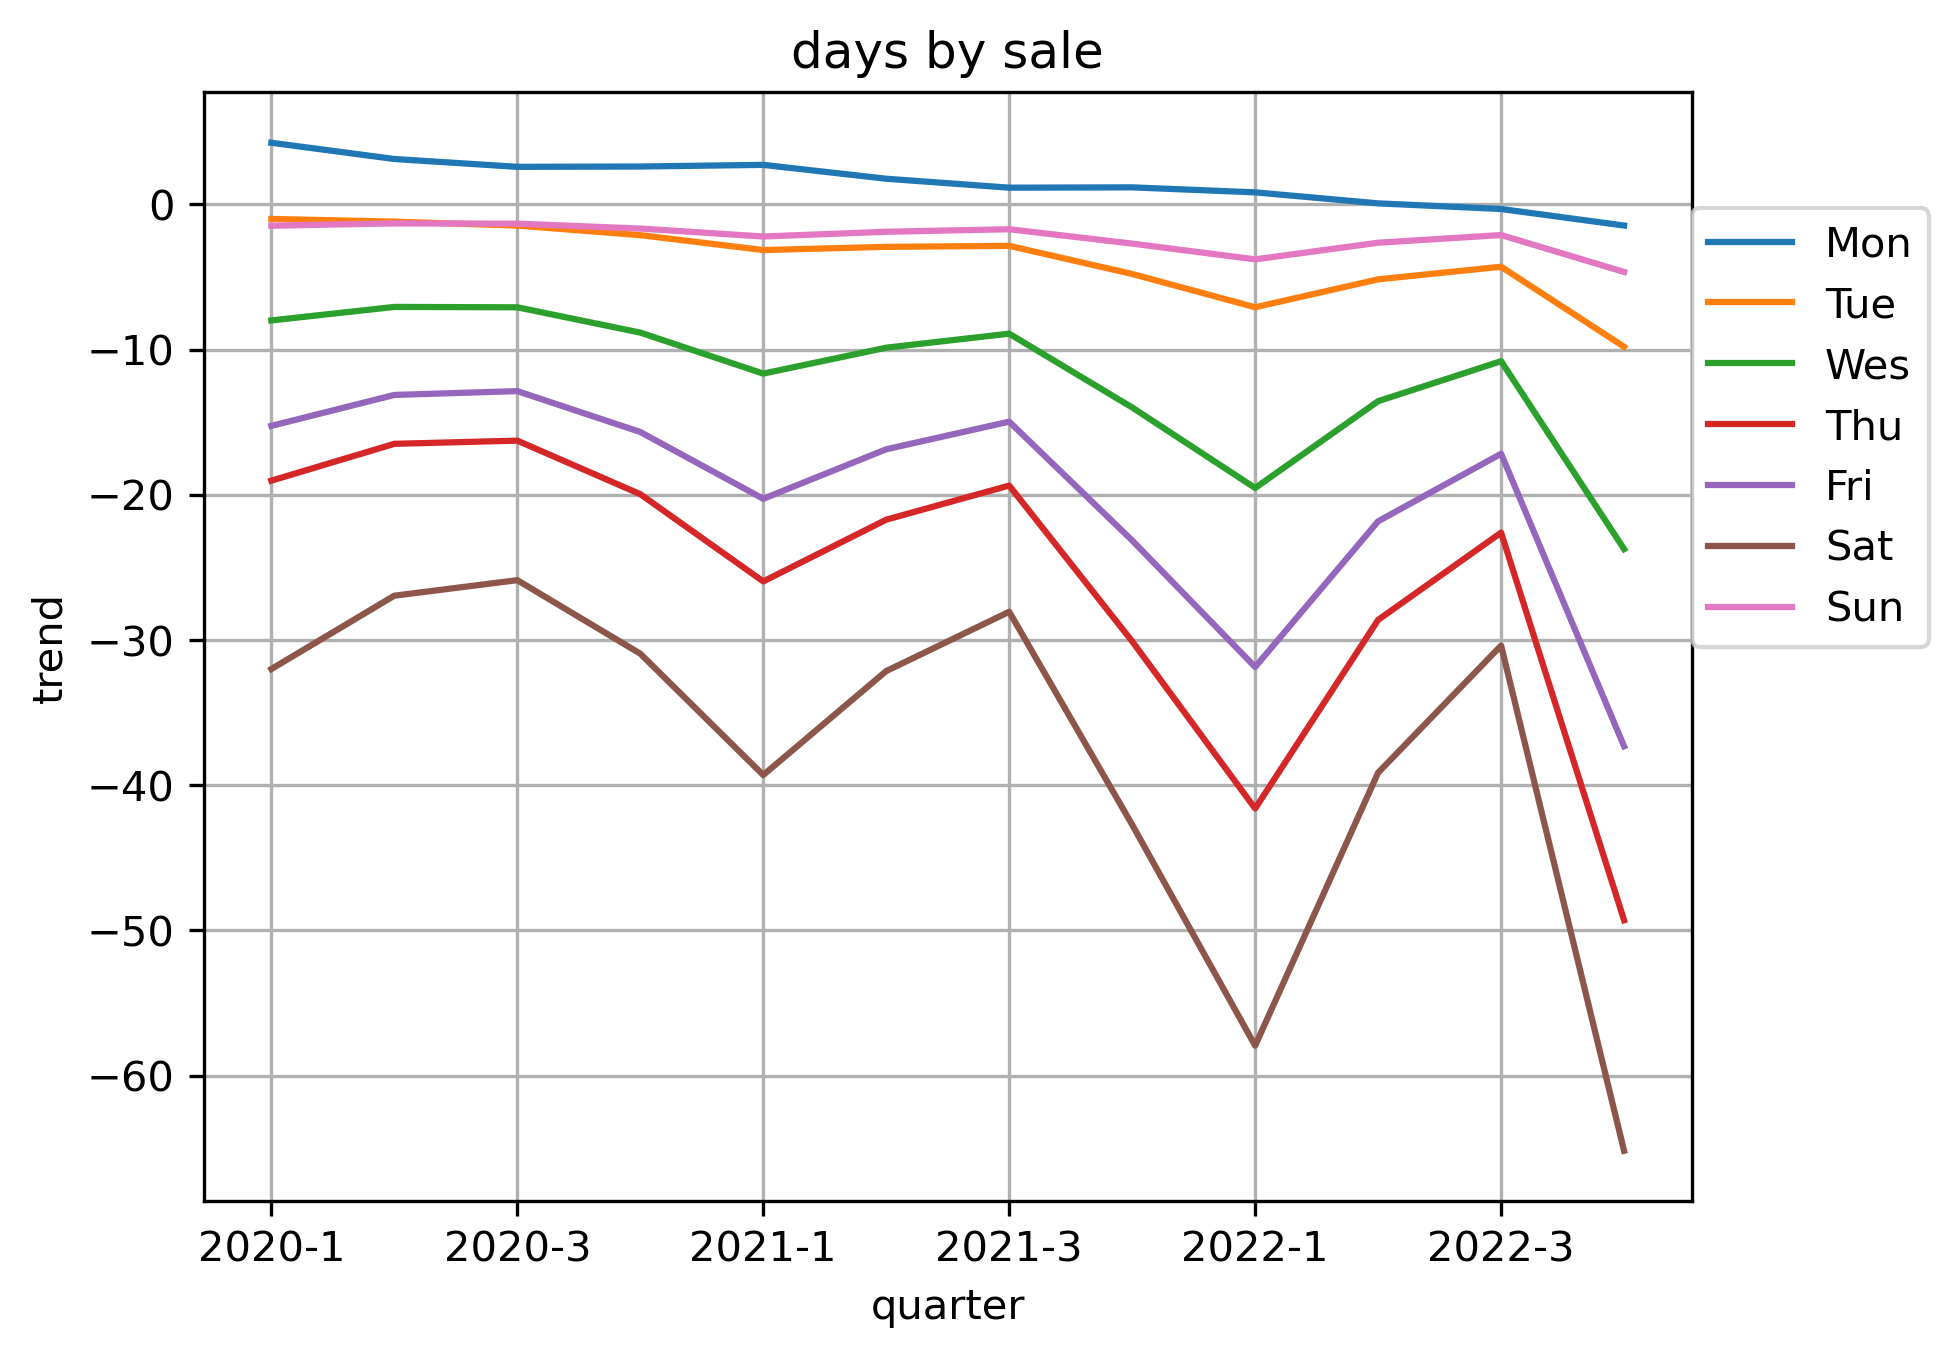 days by sale
trend
0
−10
−20
−30
−40
−50
−60
2020-1
2020-3
2021-1
2021-3
2022-1
2022-3
quarter
Mon
Tue
Wes
Thu
Fri
Sat
Sun